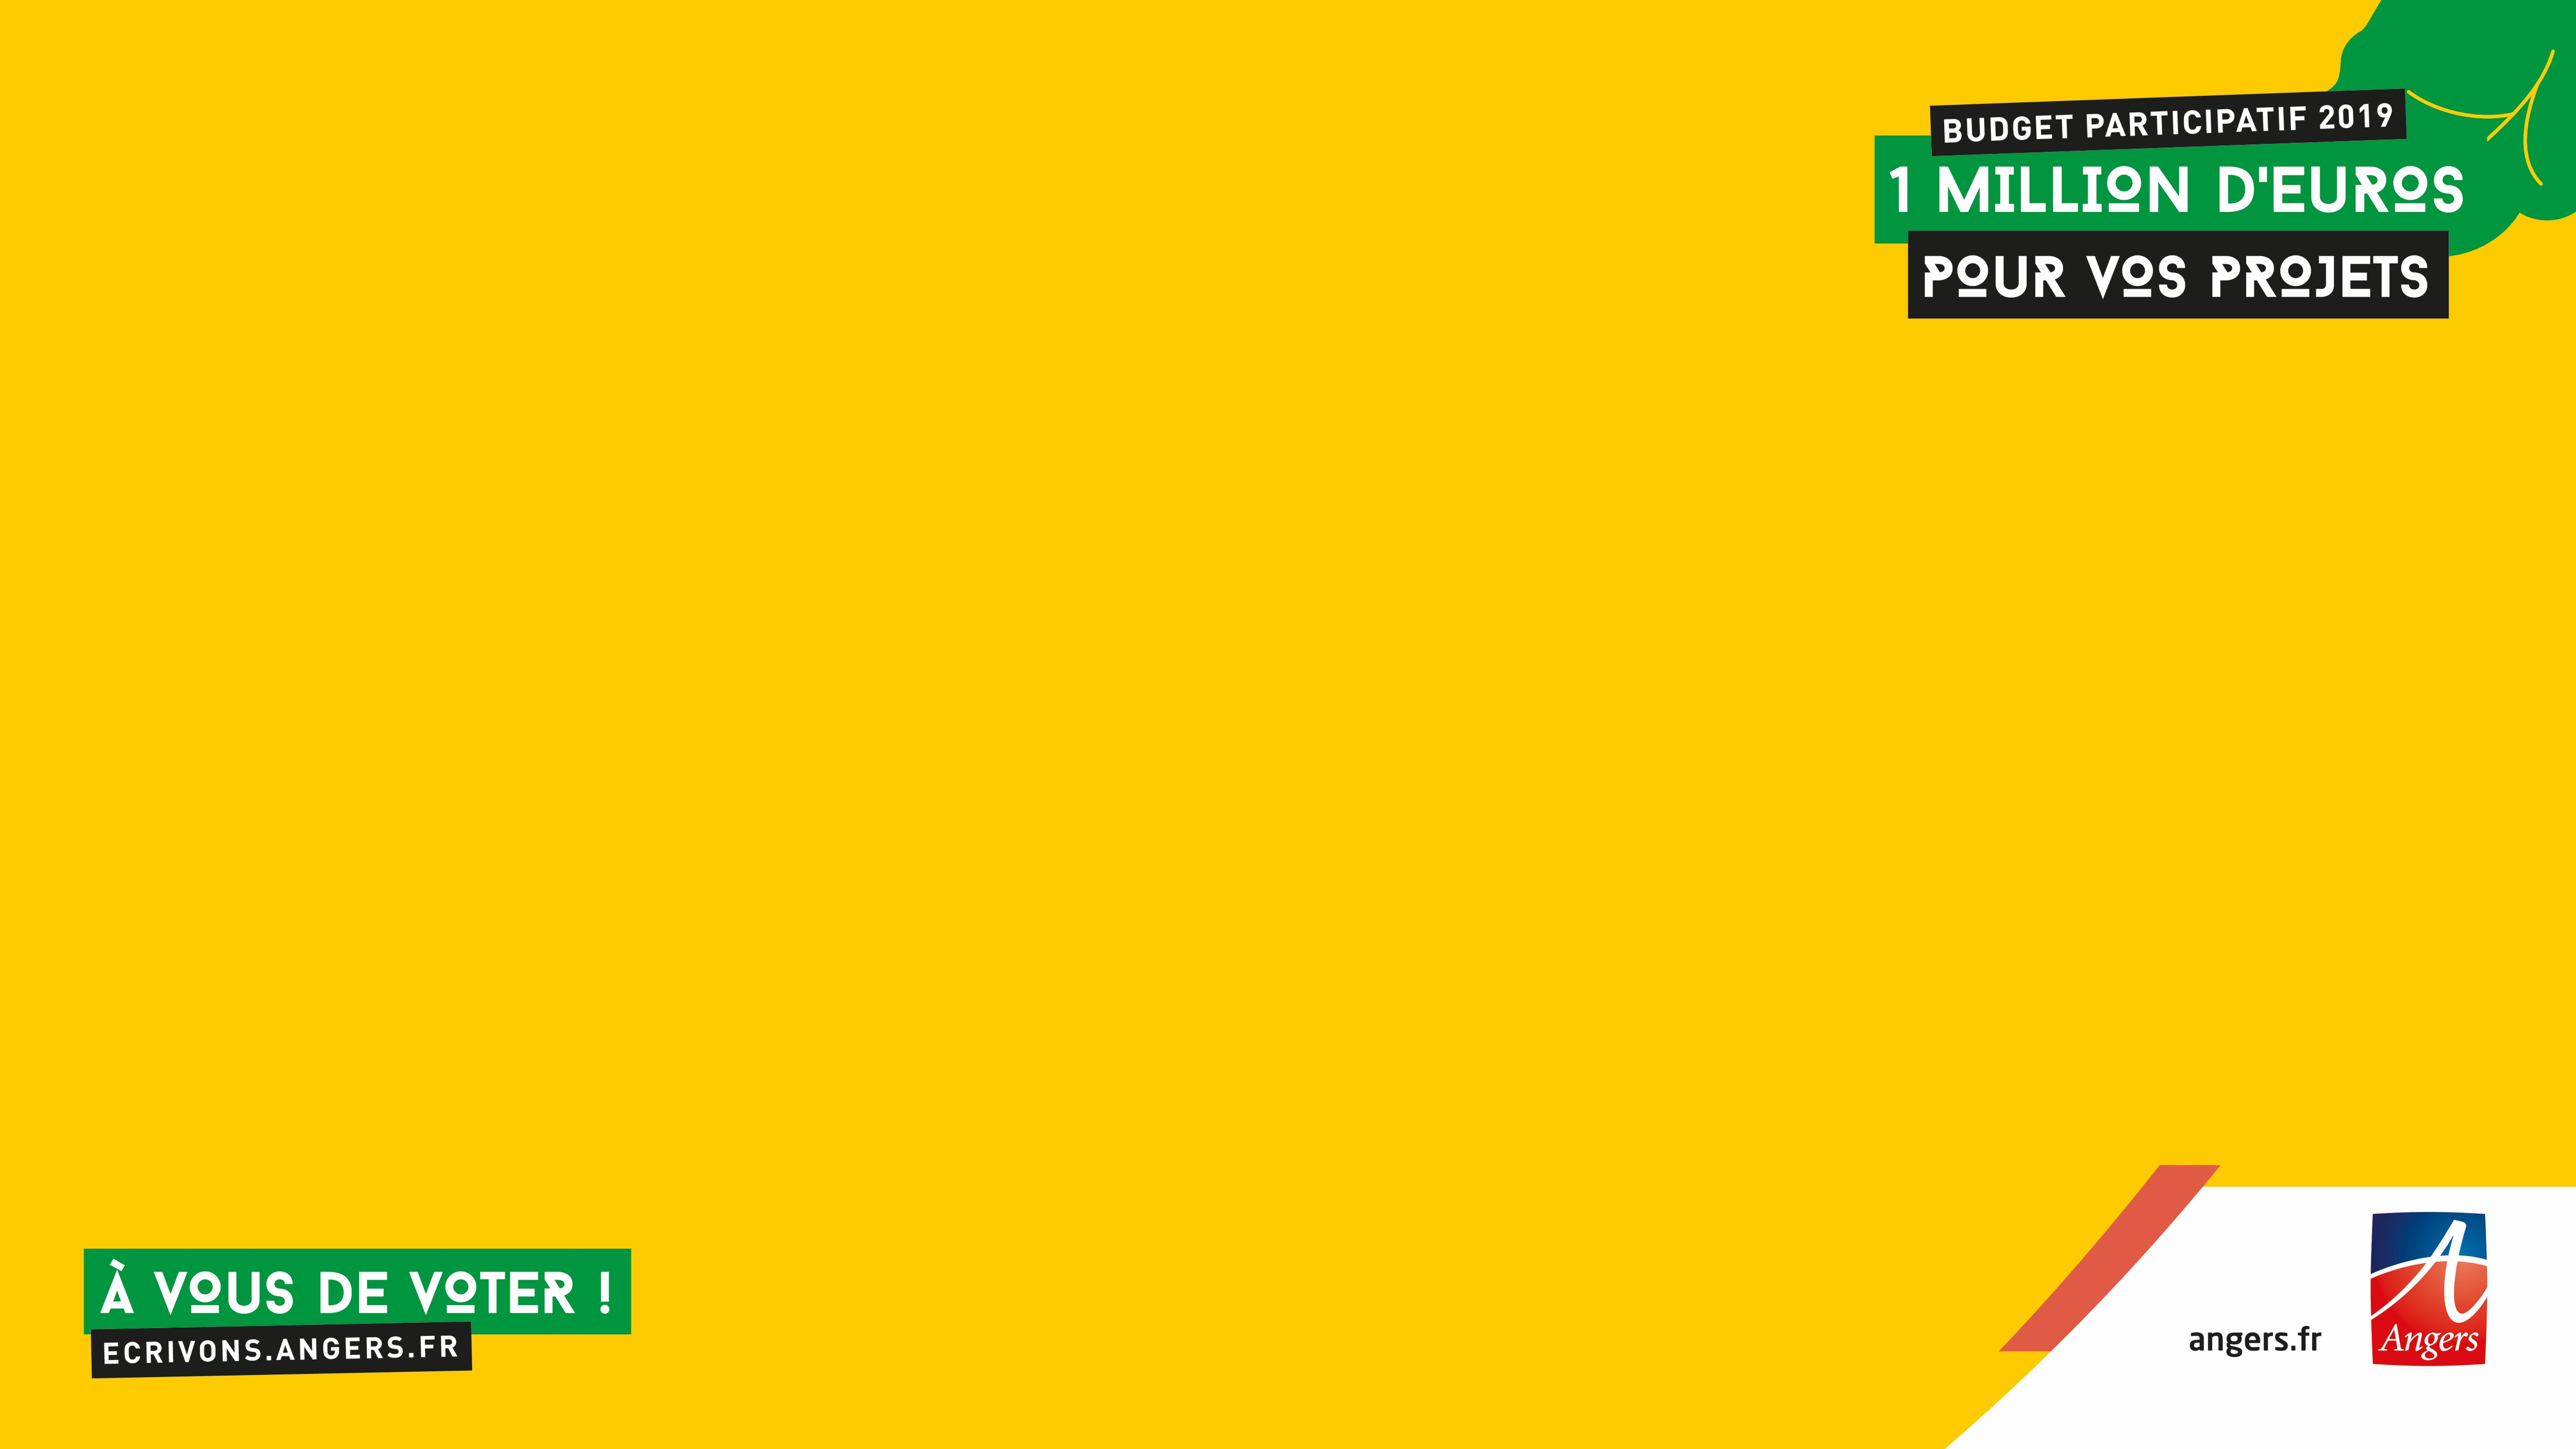 BUDGET PARTICIPATIF 2019
1 MILLION D'EUROS
POUR VOS PROJETS
À VOUS DE VOTER !
ECRIVONS.ANGERS.FR
angers.fr
A
Angers